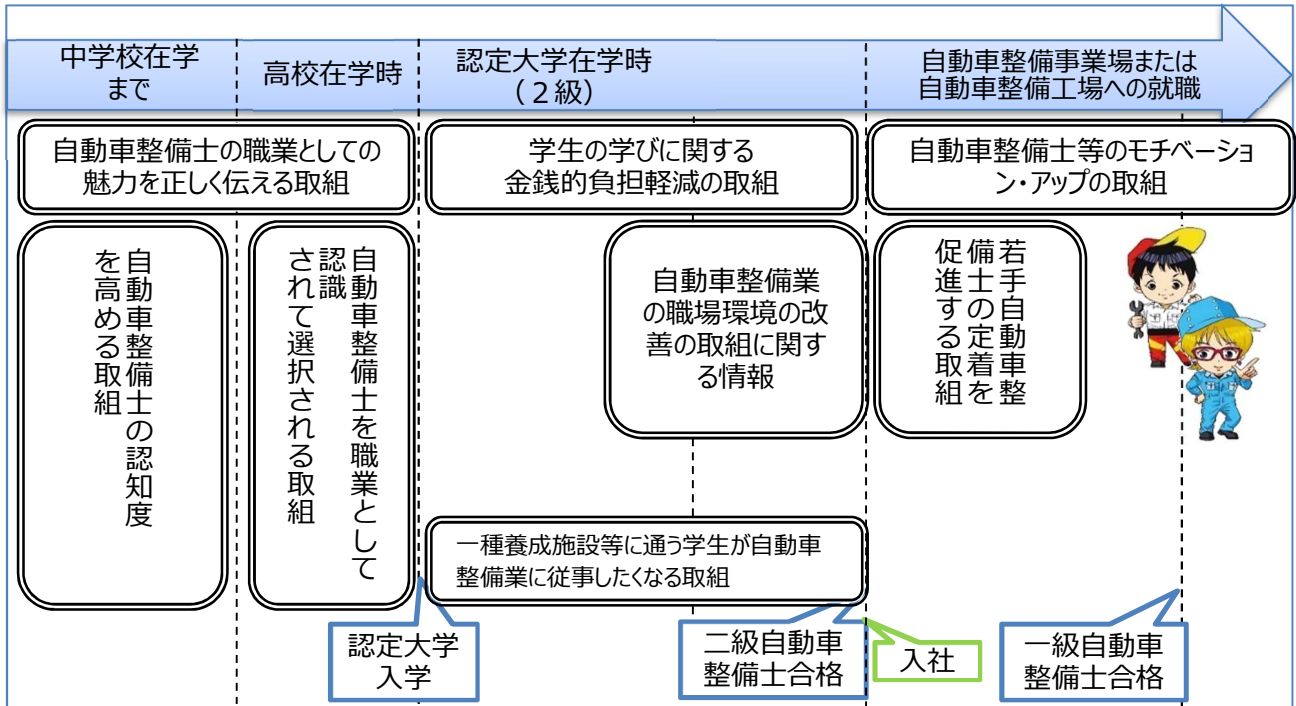 中学校在学
まで
高校在学時
認定大学在学時
（２級）
自動車整備事業場または
自動車整備工場への就職
自動車整備士の職業としての
魅力を正しく伝える取組
学生の学びに関する
金銭的負担軽減の取組
自動車整備士等のモチベーショ
ン・アップの取組
自動車整備士の認知度
を高める取組
自動車整備士を職業として
認識
されて選択される取組
自動車整備業
の職場環境の改
善の取組に関す
る情報
若手自動車整
備士の定着を
促進する取組
一種養成施設等に通う学生が自動車
整備業に従事したくなる取組
認定大学
入学
二級自動車
整備士合格
入社
一級自動車
整備士合格